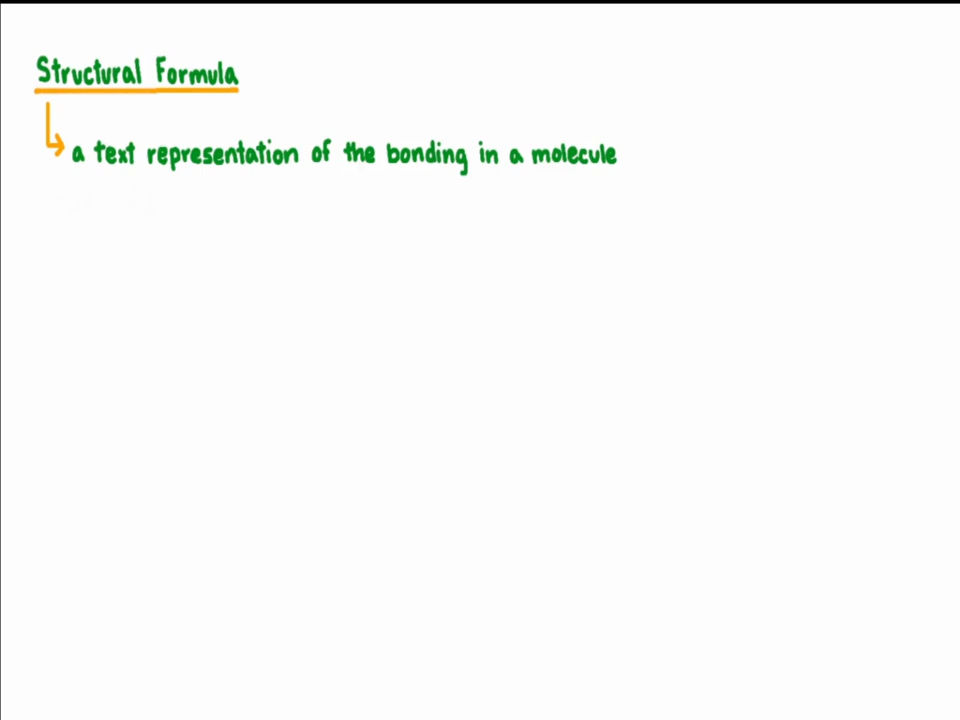 Structural Formula
a text representation of the bonding in a molecule